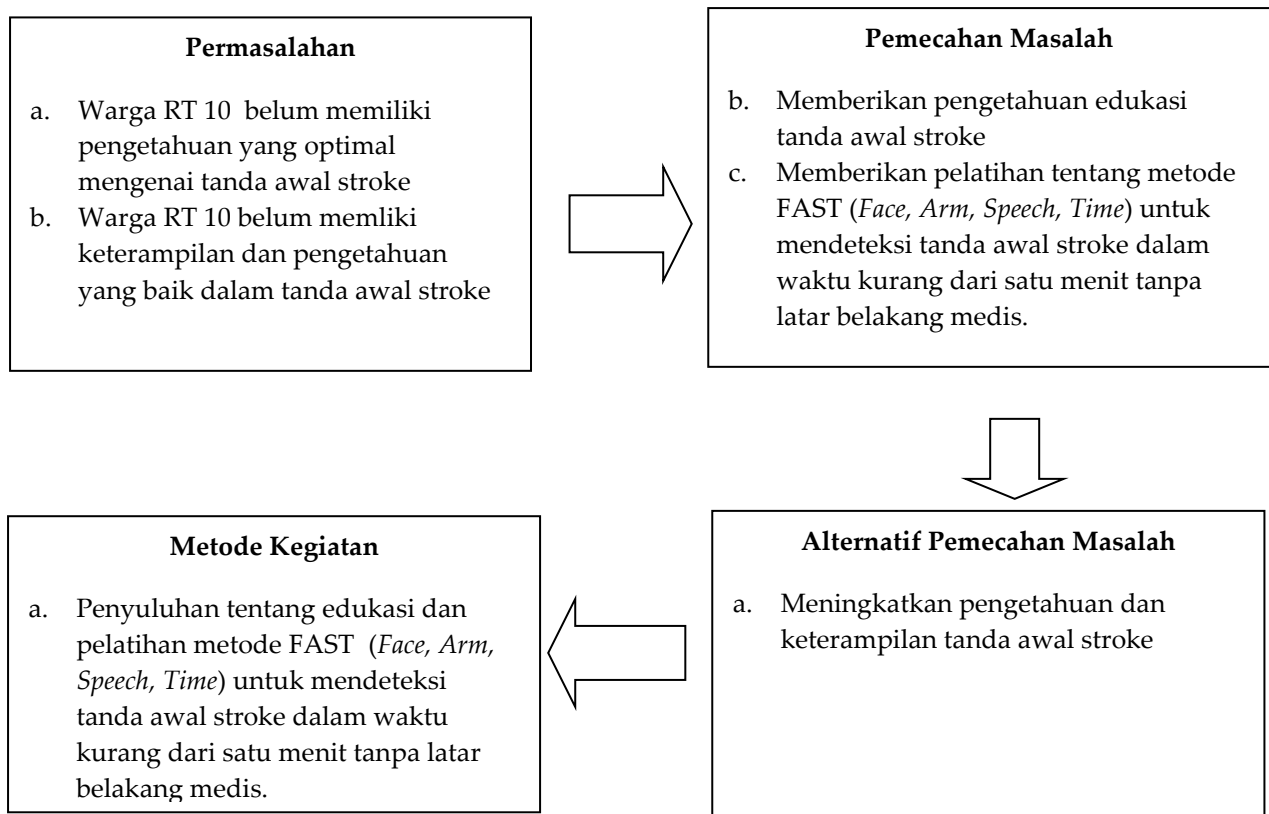 Permasalahan
a. Warga RT 10 belum memiliki
pengetahuan yang optimal
mengenai tanda awal stroke
b. Warga RT 10 belum memliki
keterampilan dan pengetahuan
yang baik dalam tanda awal stroke
Pemecahan Masalah
b. Memberikan pengetahuan edukasi
tanda awal stroke
c. Memberikan pelatihan tentang metode
FAST (Face, Arm, Speech, Time) untuk
mendeteksi tanda awal stroke dalam
waktu kurang dari satu menit tanpa
latar belakang medis.
Alternatif Pemecahan Masalah
a. Meningkatkan pengetahuan dan
keterampilan tanda awal stroke
Metode Kegiatan
a. Penyuluhan tentang edukasi dan
pelatihan metode FAST (Face, Arm,
Speech, Time) untuk mendeteksi
tanda awal stroke dalam waktu
kurang dari satu menit tanpa latar
belakang medis.